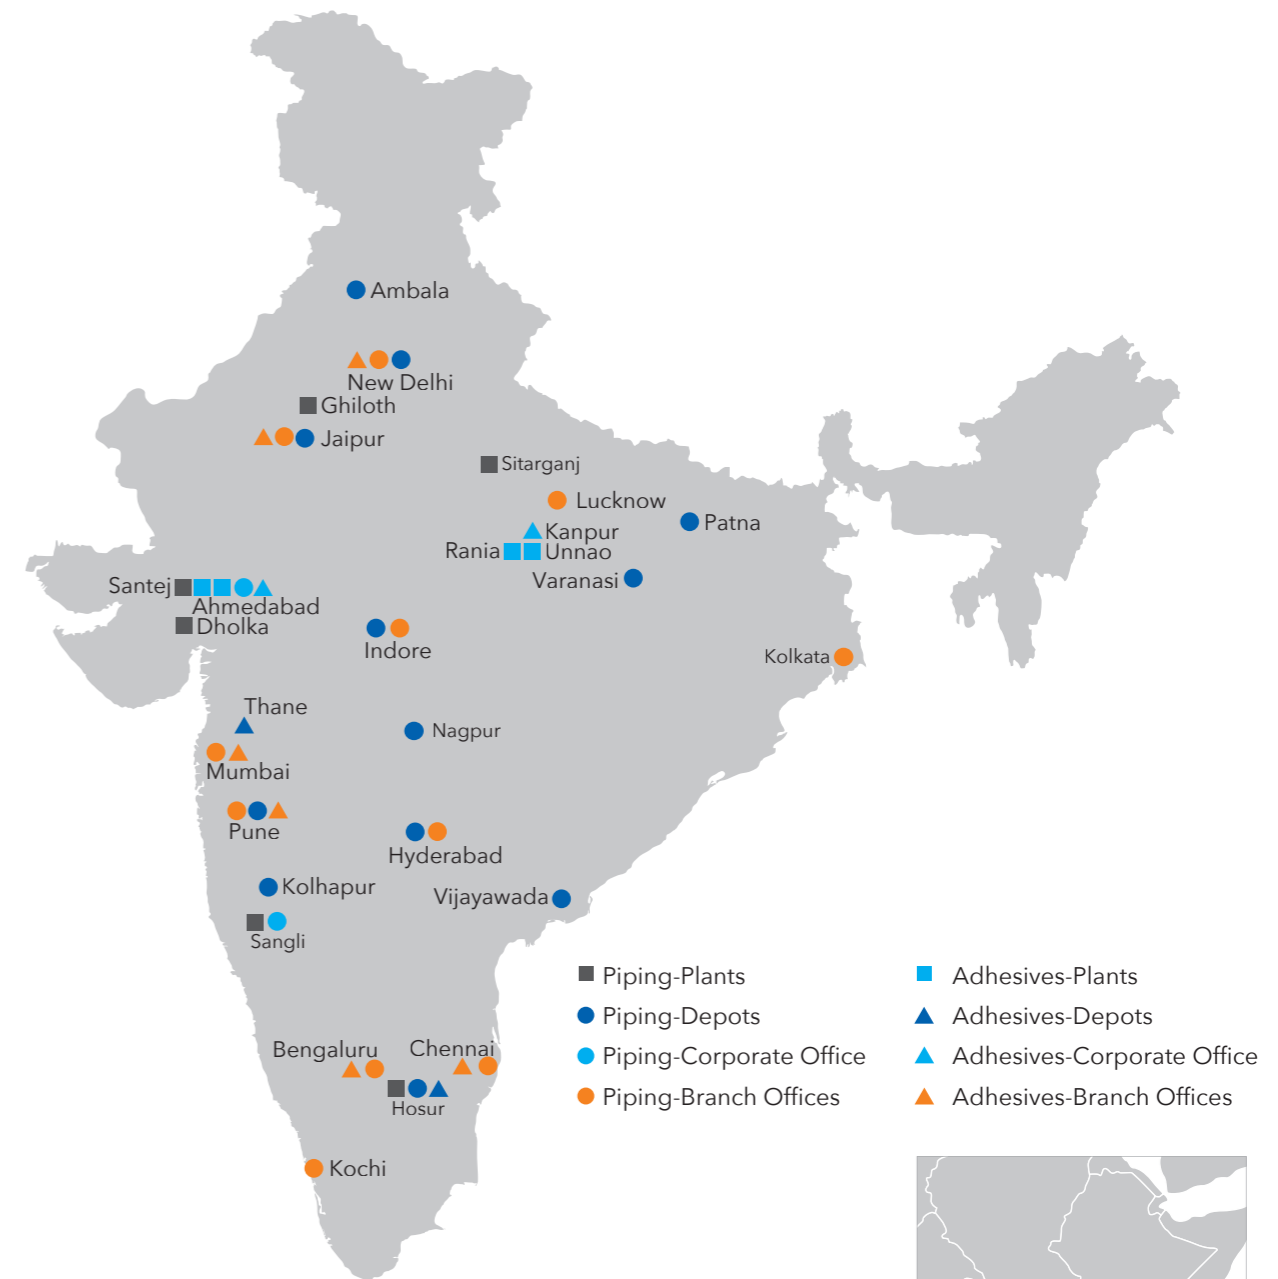 Ambala
New Delhi
Ghiloth
Jaipur
Sitarganj
Lucknow
Patna
Kanpur
Rania
Unnao
Varanasi
Santej
Ahmedabad
Dholka
Indore
Kolkata
Thane
Nagpur
Mumbai
Pune
Hyderabad
Kolhapur
Vijayawada
Sangli
Piping-Plants
Piping-Depots
Piping-Corporate Office
Piping-Branch Offices
Adhesives-Plants
Adhesives-Depots
Adhesives-Corporate Office
Adhesives-Branch Offices
Bengaluru
Chennai
Hosur
Kochi